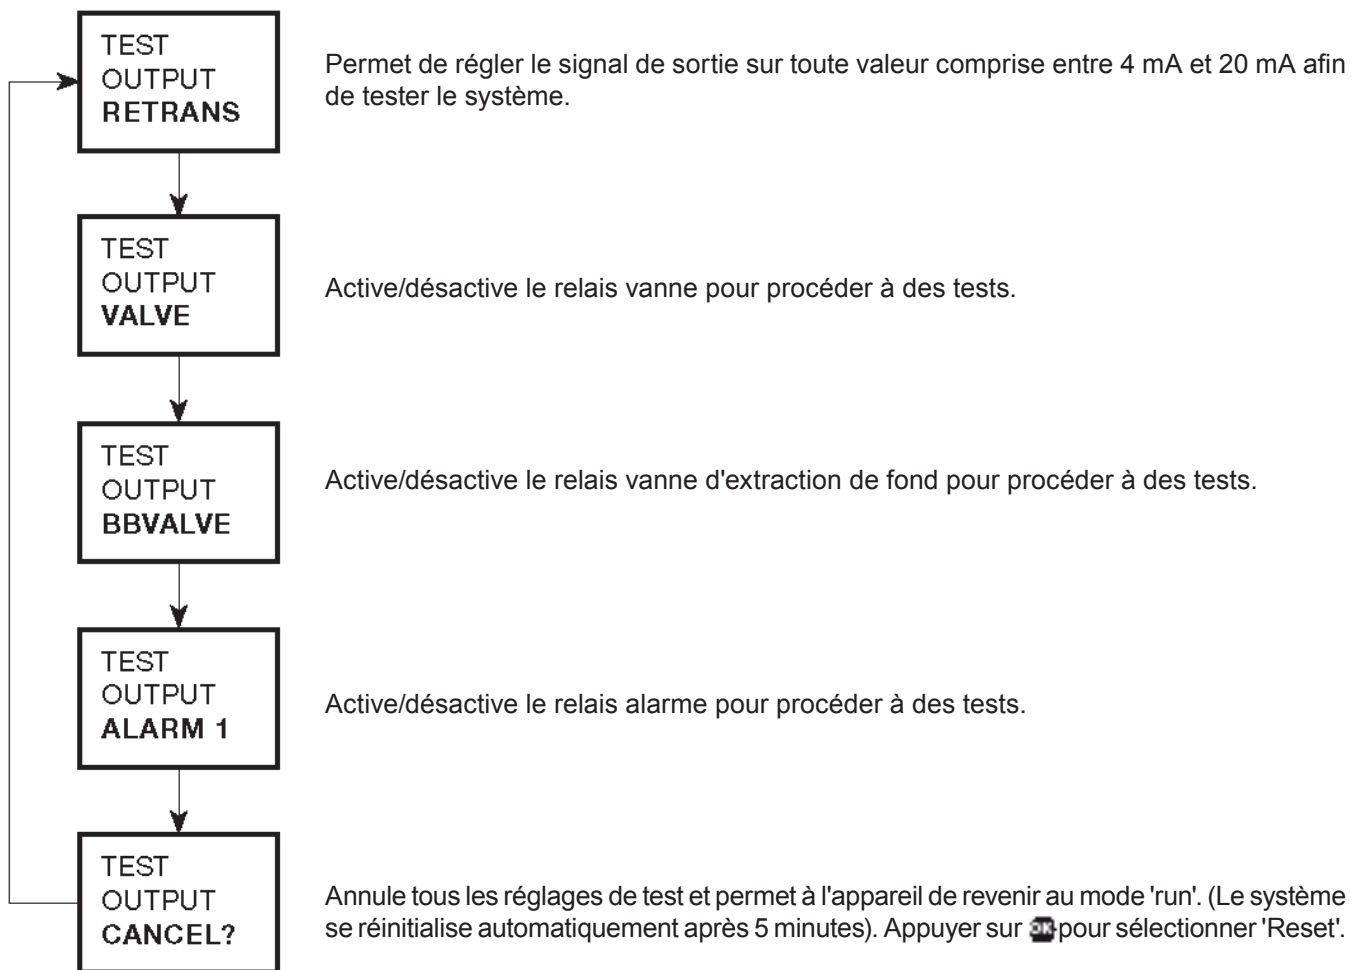 TEST
OUTPUT
RETRANS
Permet de régler le signal de sortie sur toute valeur comprise entre 4 mA et 20 mA afin
de tester le système.
TEST
OUTPUT
VALVE
Active/désactive le relais vanne pour procéder à des tests.
TEST
OUTPUT
BBVALVE
Active/désactive le relais vanne d'extraction de fond pour procéder à des tests.
TEST
OUTPUT
ALARM 1
Active/désactive le relais alarme pour procéder à des tests.
TEST
OUTPUT
CANCEL?
Annule tous les réglages de test et permet à l'appareil de revenir au mode 'run'. (Le système
se réinitialise automatiquement après 5 minutes). Appuyer sur OK pour sélectionner 'Reset'.